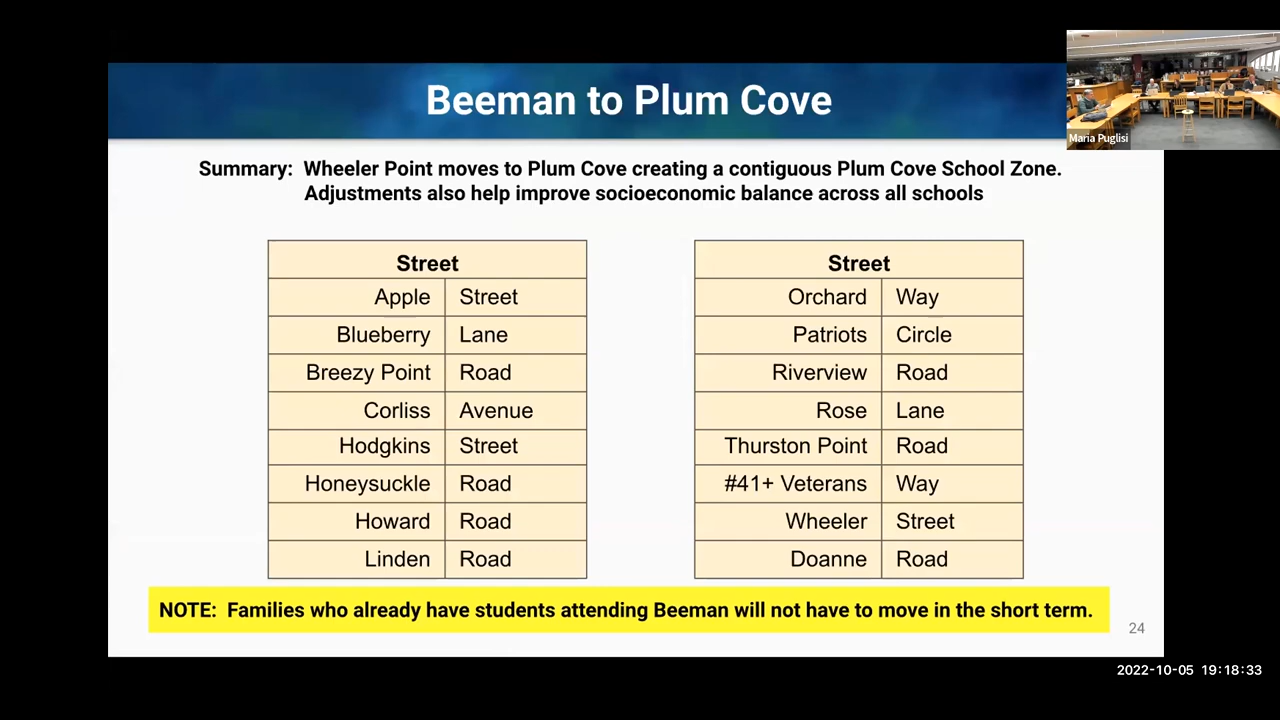 Beeman to Plum Cove
Maria Puglisi
Summary: Wheeler Point moves to Plum Cove creating a contiguous Plum Cove School Zone.
Adjustments also help improve socioeconomic balance across all schools
Street
Apple Street
Blueberry Lane
Breezy Point Road
Corliss Avenue
Hodgkins Street
Honeysuckle Road
Howard Road
Linden Road
Street
Orchard Way
Patriots Circle
Riverview Road
Rose Lane
Thurston Point Road
#41+ Veterans Way
Wheeler Street
Doanne Road
NOTE: Families who already have students attending Beeman will not have to move in the short term.
24
2022-10-05 19:18:33